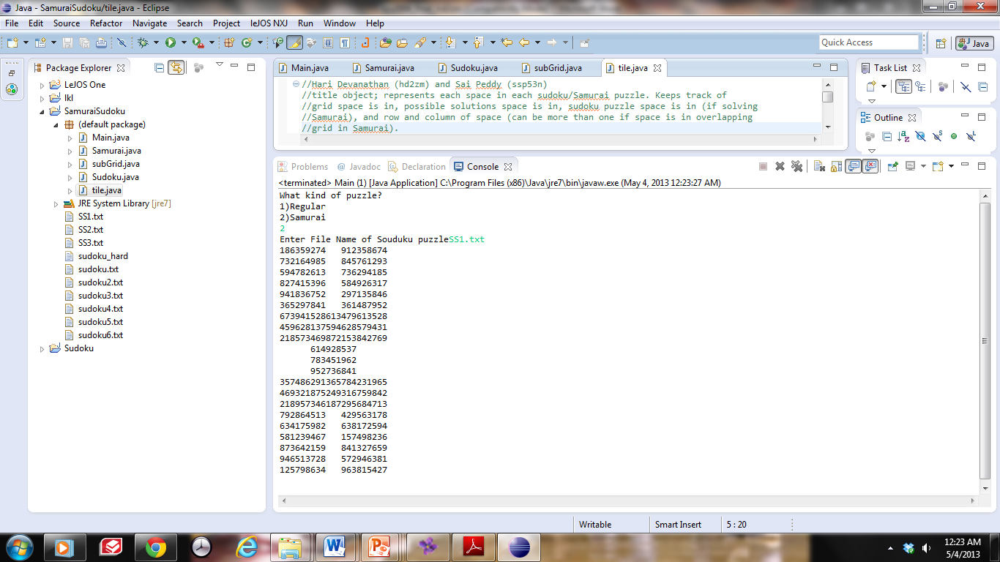 Java - SamuraiSudoku/tile.java - Eclipse
File Edit Source Refactor Navigate Search Project leJOS NXJ Run Window Help
Quick Access
Java
Package Explorer
LeJOS One
lkl
SamuraiSudoku
(default package)
Main.java
Samurai.java
subGrid.java
Sudoku.java
tile.java
JRE System Library [jre7]
SS1.txt
SS2.txt
SS3.txt
sudoku_hard
sudoku.txt
sudoku2.txt
sudoku3.txt
sudoku4.txt
sudoku5.txt
sudoku6.txt
Sudoku
Main.java Samurai.java Sudoku.java subGrid.java tile.java
//Hari Devanathan (hd2zm) and Sai Peddy (ssp53n)
//title object; represents each space in each sudoku/Samurai puzzle. Keeps track of
//grid space is in, possible solutions space is in, sudoku puzzle space is in (if solving
//Samurai), and row and column of space (can be more than one if space is in overlapping
//grid in Samurai).
Task List
Outline
Problems @ Javadoc Declaration Console
<terminated> Main (1) [Java Application] C:\Program Files (x86)\Java\jre7\bin\javaw.exe (May 4, 2013 12:23:27 AM)
What kind of puzzle?
1)Regular
2)Samurai
2
Enter File Name of Souduku puzzleSS1.txt
186359274   912358674
732164985   845761293
594782613   736294185
827415396   584926317
941836752   297135846
365297841   361487952
673941528613479613528
459628137594628579431
218573469872153842769
      614928537
      783451962
      952736841
357486291365784231965
469321875249316759842
218957346187295684713
792864513   429563178
634175982   638172594
581239467   157498236
873642159   841327659
946513728   572946381
125798634   963815427
Writable Smart Insert 5 : 20
12:23 AM
5/4/2013